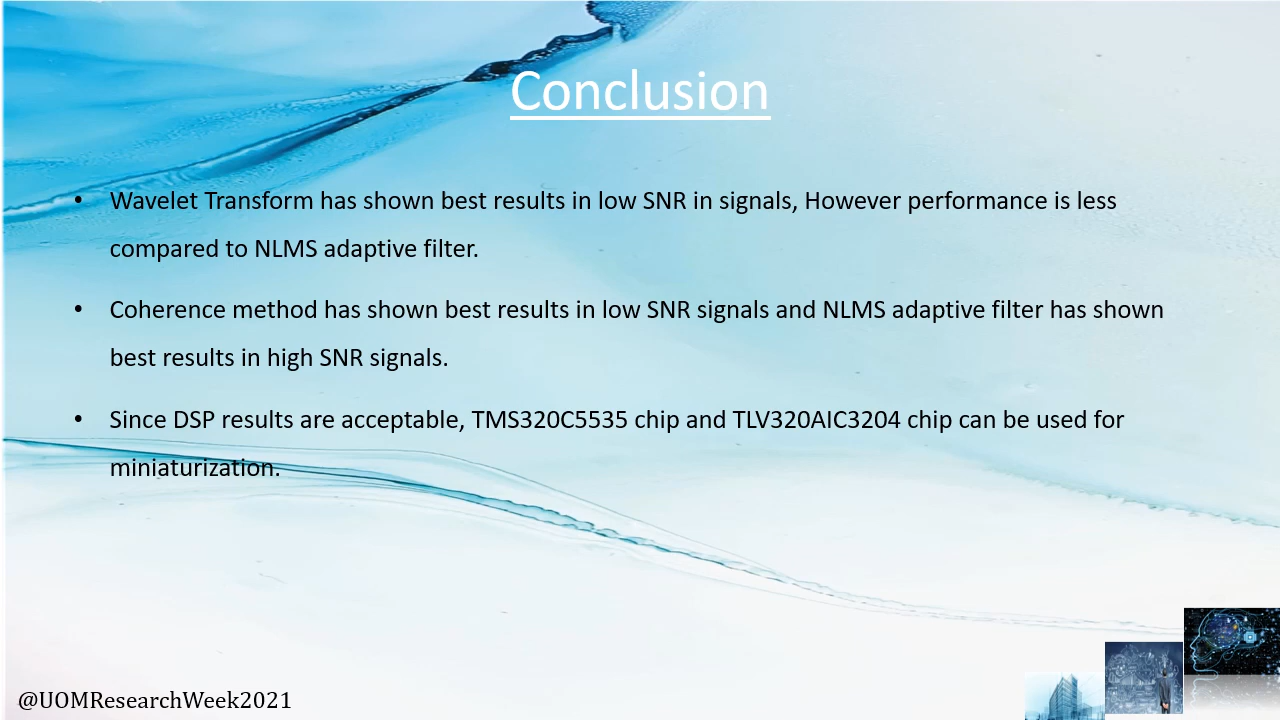 Conclusion
• Wavelet Transform has shown best results in low SNR in signals, However performance is less
compared to NLMS adaptive filter.
• Coherence method has shown best results in low SNR signals and NLMS adaptive filter has shown
best results in high SNR signals.
• Since DSP results are acceptable, TMS320C5535 chip and TLV320AIC3204 chip can be used for
miniaturization.
@UOMResearchWeek2021